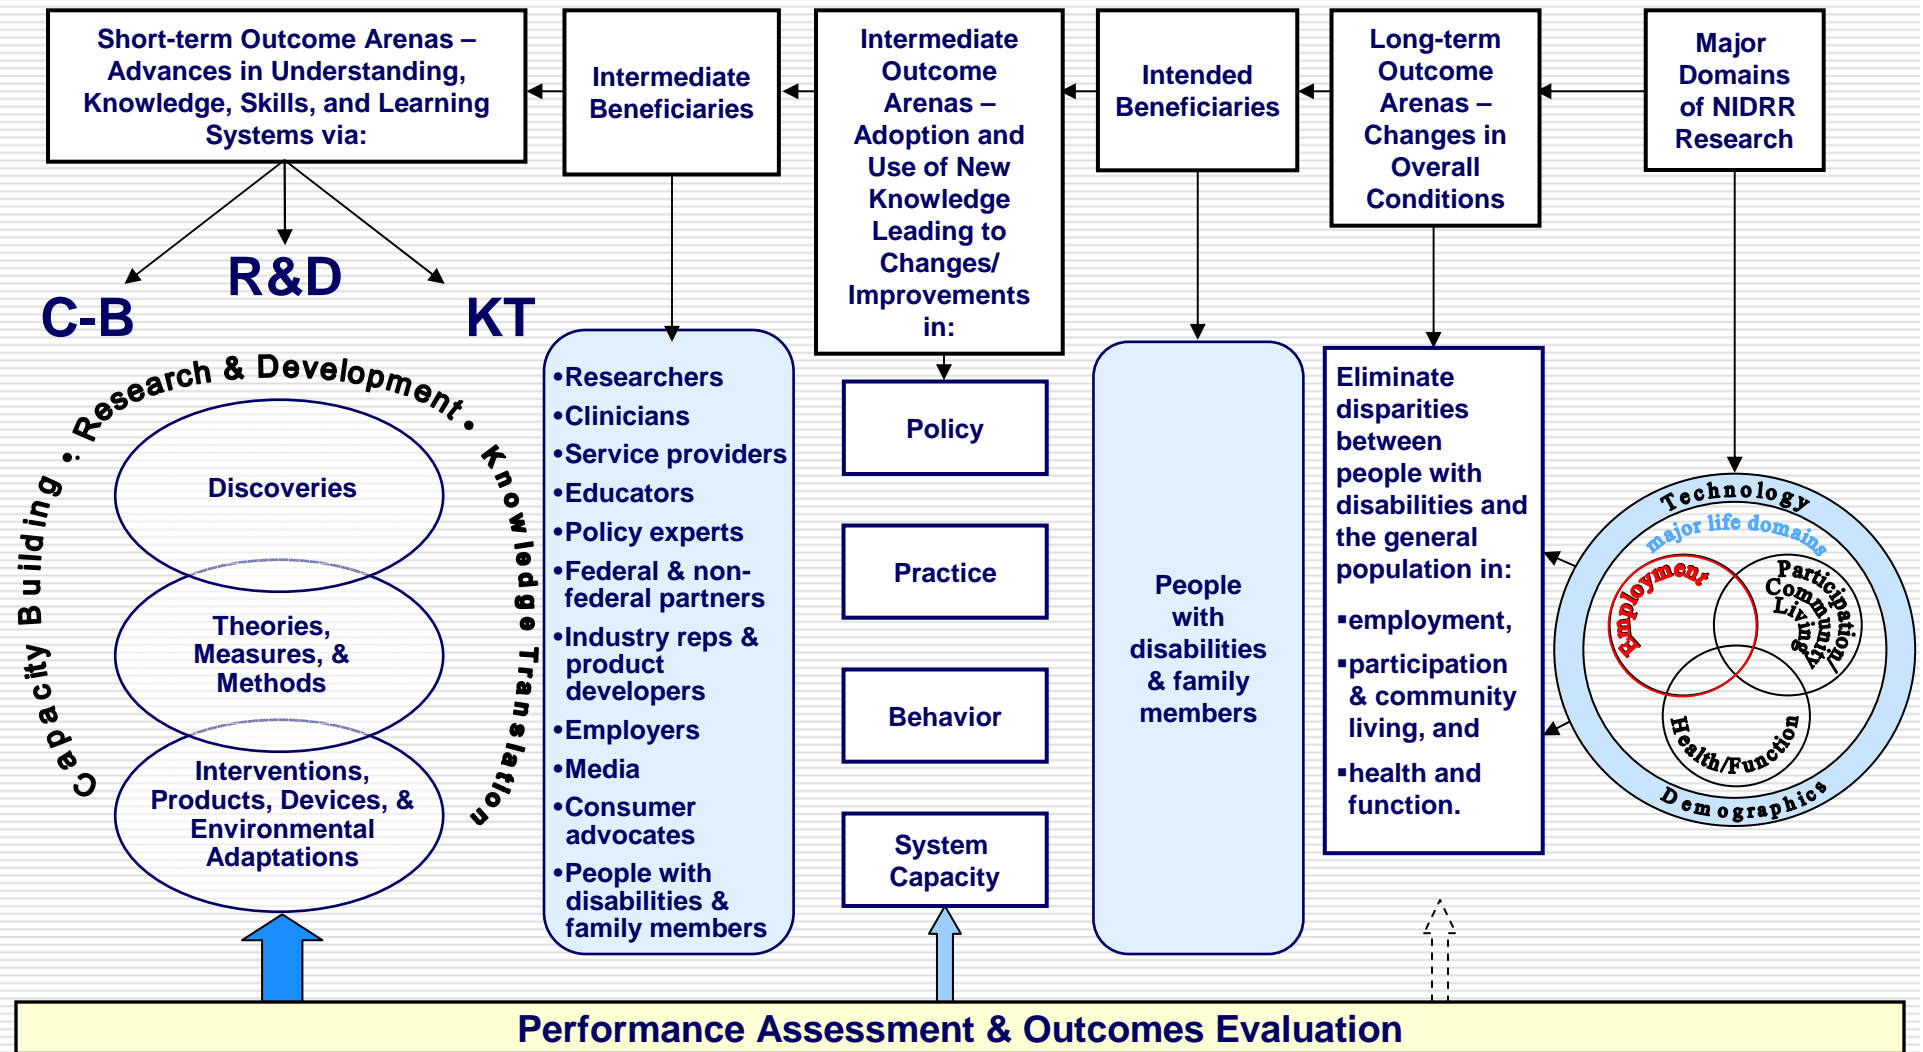 Short-term Outcome Arenas –
Advances in Understanding,
Knowledge, Skills, and Learning
Systems via:
Intermediate
Beneficiaries
Intermediate
Outcome
Arenas –
Adoption and
Use of New
Knowledge
Leading to
Changes/
Improvements
in:
Intended
Beneficiaries
Long-term
Outcome
Arenas –
Changes in
Overall
Conditions
Major
Domains
of NIDRR
Research
C-B
R&D
KT
Capacity Building • Research & Development • Knowledge Translation
Discoveries
Theories,
Measures, &
Methods
Interventions,
Products, Devices, &
Environmental
Adaptations
•Researchers
•Clinicians
•Service providers
•Educators
•Policy experts
•Federal & non-
federal partners
•Industry reps &
product
developers
•Employers
•Media
•Consumer
advocates
•People with
disabilities &
family members
Policy
Practice
Behavior
System
Capacity
People
with
disabilities
& family
members
Eliminate
disparities
between
people with
disabilities and
the general
population in:
▪employment,
▪participation
& community
living, and
▪health and
function.
Technology
major life domains
Employment
Participation/
Community
Living
Health/Function
Demographics
Performance Assessment & Outcomes Evaluation